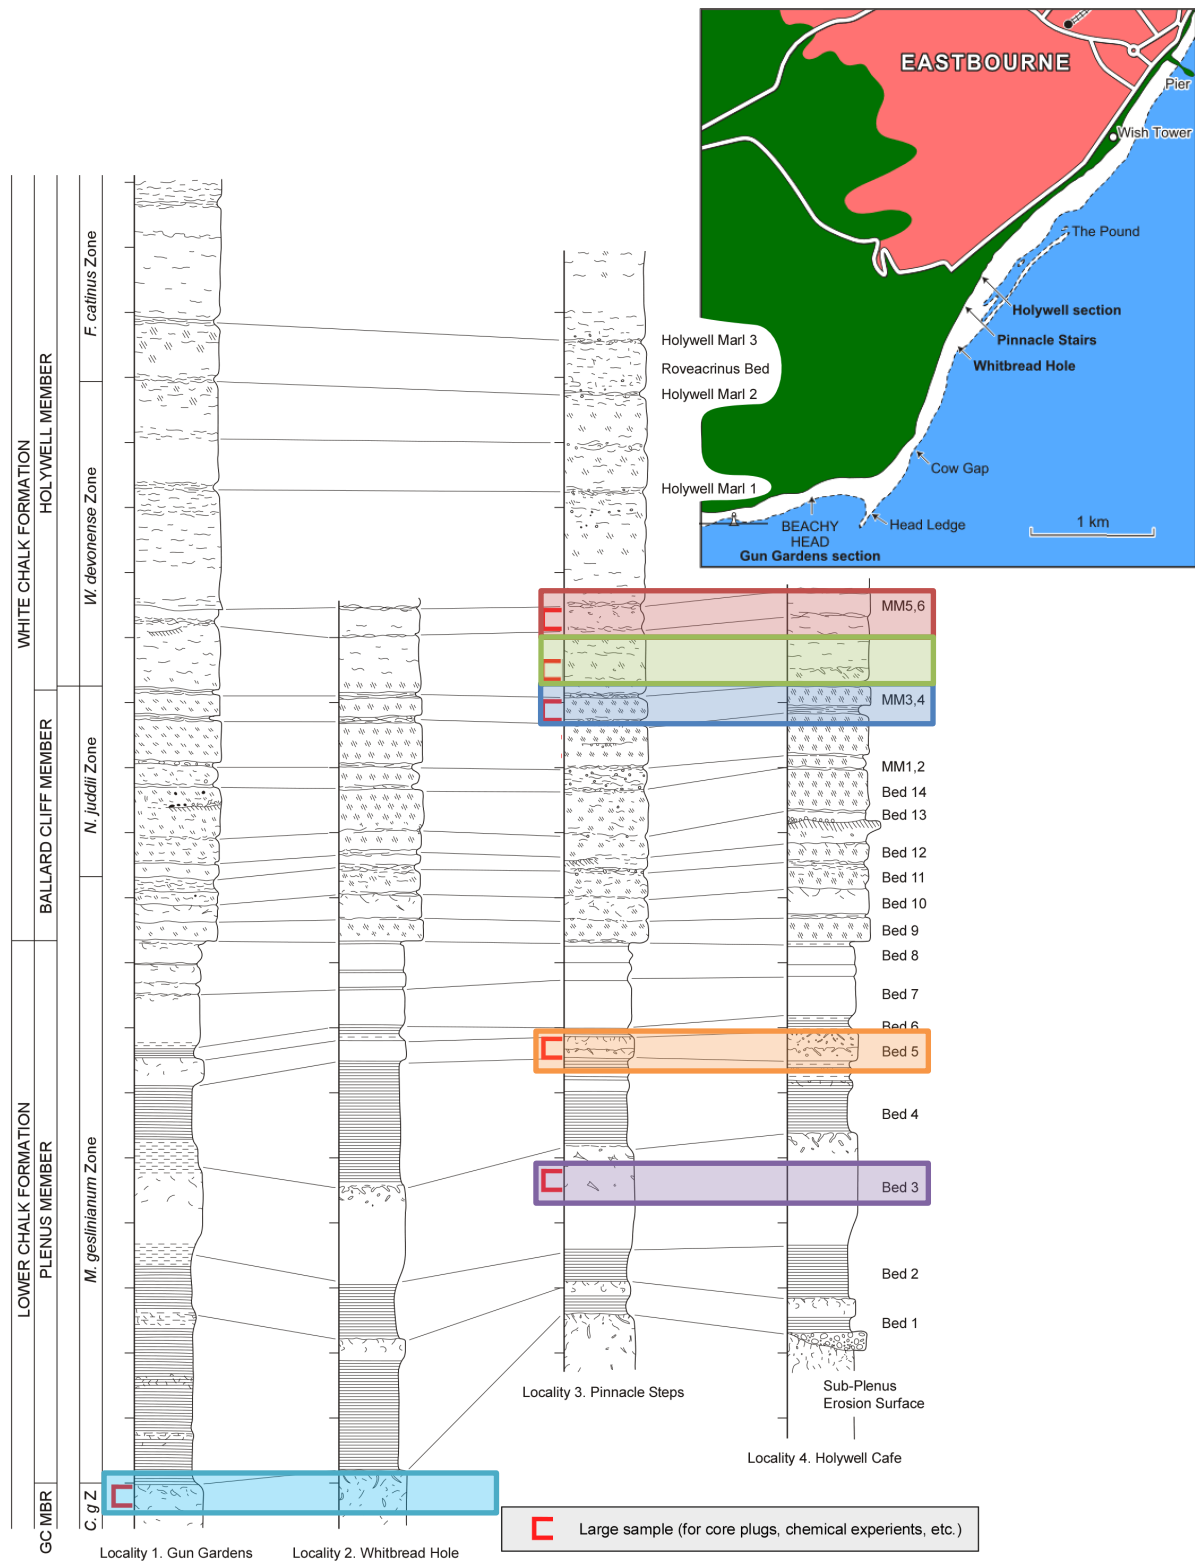 EASTBOURNE
Pier
Wish Tower
The Pound
Holywell section
Pinnacle Stairs
Whitbread Hole
Cow Gap
Head Ledge
BEACHY
HEAD
Gun Gardens section
1 km
WHITE CHALK FORMATION
LOWER CHALK FORMATION
HOLYWELL MEMBER
BALLARD CLIFF MEMBER
PLENUS MEMBER
GC MBR
F. catinus Zone
W. devonense Zone
N. juddii Zone
M. geslinianum Zone
C. g Z
Holywell Marl 3
Roveacrinus Bed
Holywell Marl 2
Holywell Marl 1
MM5,6
MM3,4
MM1,2
Bed 14
Bed 13
Bed 12
Bed 11
Bed 10
Bed 9
Bed 8
Bed 7
Bed 6
Bed 5
Bed 4
Bed 3
Bed 2
Bed 1
Sub-Plenus
Erosion Surface
Locality 1. Gun Gardens
Locality 2. Whitbread Hole
Locality 3. Pinnacle Steps
Locality 4. Holywell Cafe
Large sample (for core plugs, chemical experients, etc.)